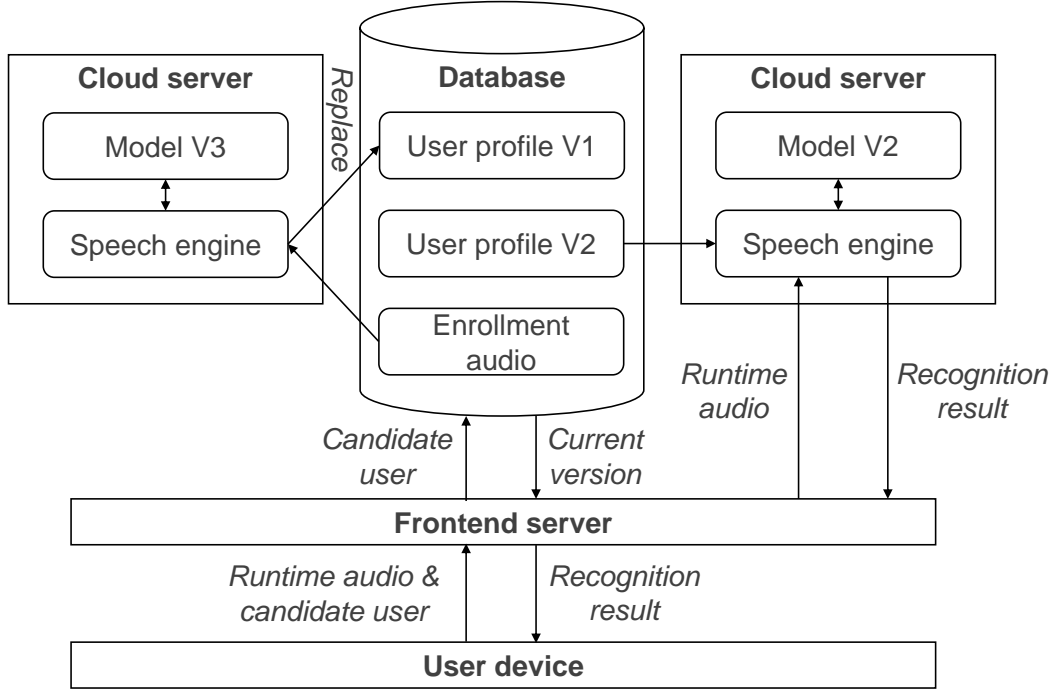 Cloud server
Model V3
Speech engine
Replace
Database
User profile V1
User profile V2
Enrollment
audio
Cloud server
Model V2
Speech engine
Runtime
audio
Recognition
result
Candidate
user
Current
version
Frontend server
Runtime audio &
candidate user
Recognition
result
User device